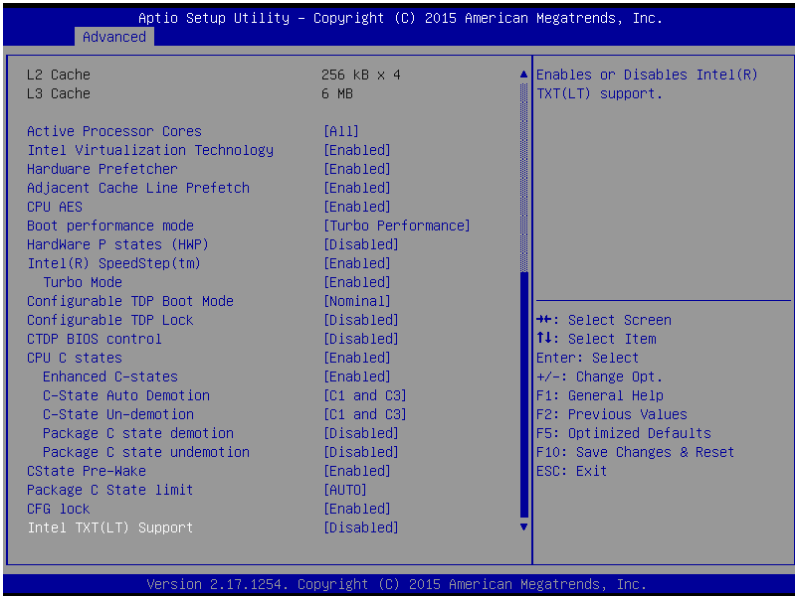 Aptio Setup Utility – Copyright (C) 2015 American Megatrends, Inc.
Advanced
L2 Cache 256 kB x 4
L3 Cache 6 MB
Active Processor Cores [All]
Intel Virtualization Technology [Enabled]
Hardware Prefetcher [Enabled]
Adjacent Cache Line Prefetch [Enabled]
CPU AES [Enabled]
Boot performance mode [Turbo Performance]
HardWare P states (HWP) [Disabled]
Intel(R) SpeedStep(tm) [Enabled]
Turbo Mode [Enabled]
Configurable TDP Boot Mode [Nominal]
Configurable TDP Lock [Disabled]
CTDP BIOS control [Disabled]
CPU C states [Enabled]
Enhanced C-states [Enabled]
C-State Auto Demotion [C1 and C3]
C-State Un-demotion [C1 and C3]
Package C state demotion [Disabled]
Package C state undemotion [Disabled]
CState Pre-Wake [Enabled]
Package C State limit [AUTO]
CFG lock [Enabled]
Intel TXT(LT) Support [Disabled]
Enables or Disables Intel(R)
TXT(LT) support.
→←: Select Screen
↑↓: Select Item
Enter: Select
+/-: Change Opt.
F1: General Help
F2: Previous Values
F5: Optimized Defaults
F10: Save Changes & Reset
ESC: Exit
Version 2.17.1254. Copyright (C) 2015 American Megatrends, Inc.